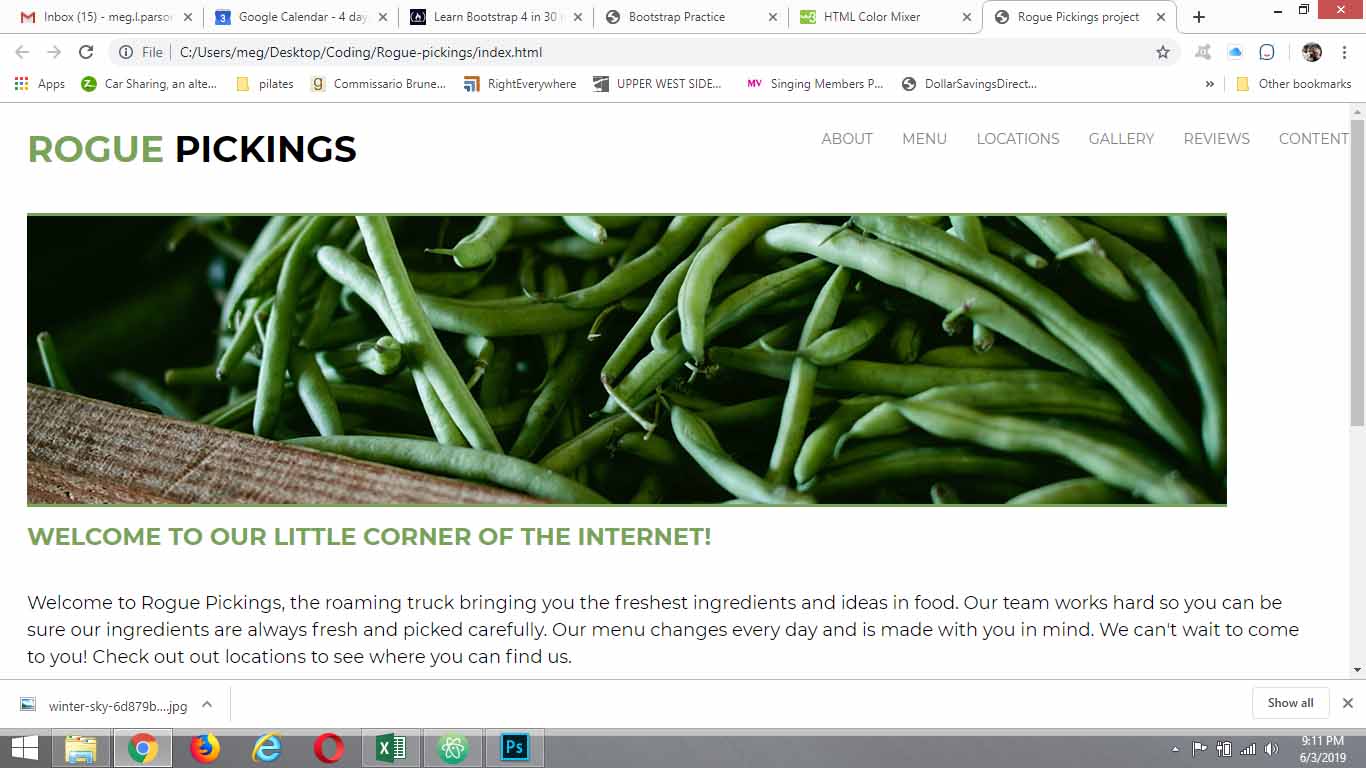 Inbox (15) - meg.l.parson
Google Calendar - 4 day
Learn Bootstrap 4 in 30
Bootstrap Practice
HTML Color Mixer
Rogue Pickings project
File
C:/Users/meg/Desktop/Coding/Rogue-pickings/index.html
Apps
Car Sharing, an alte...
pilates
Commissario Brune...
RightEverywhere
UPPER WEST SIDE...
MV
Singing Members P...
DollarSavingsDirect...
»
Other bookmarks
ROGUE PICKINGS
ABOUT MENU LOCATIONS GALLERY REVIEWS CONTENT
WELCOME TO OUR LITTLE CORNER OF THE INTERNET!
Welcome to Rogue Pickings, the roaming truck bringing you the freshest ingredients and ideas in food. Our team works hard so you can be
sure our ingredients are always fresh and picked carefully. Our menu changes every day and is made with you in mind. We can't wait to come
to you! Check out out locations to see where you can find us.
winter-sky-6d879b....jpg
Show all
Ps
9:11 PM
6/3/2019